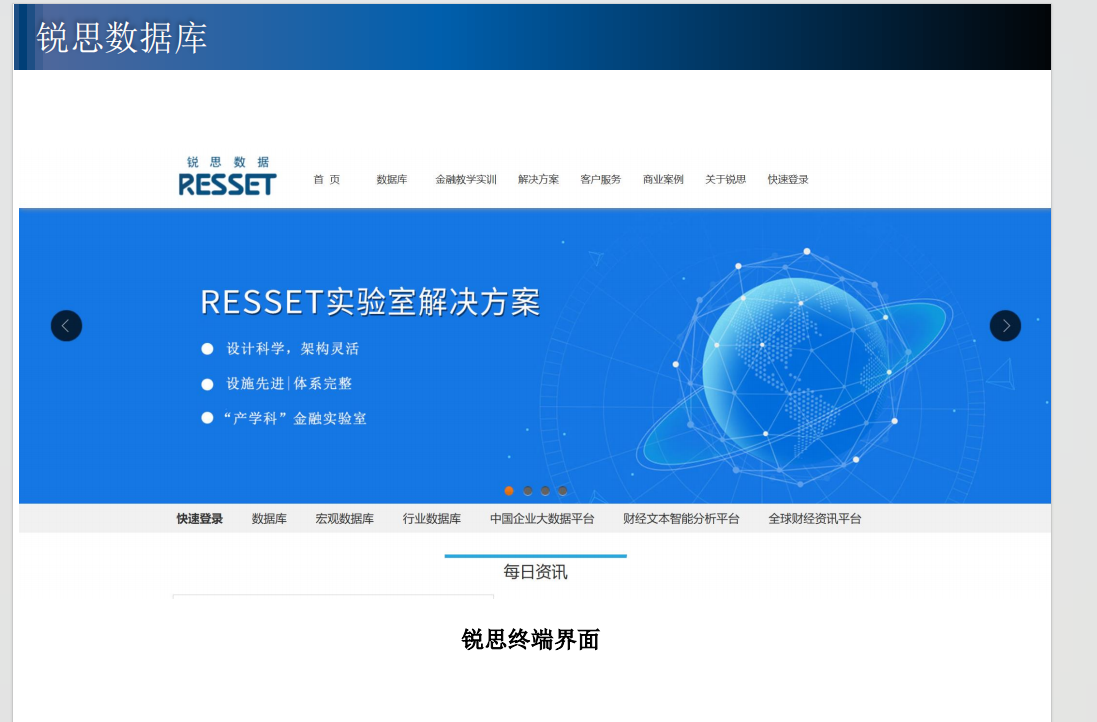 锐思数据库
锐思数据
RESSET
首 页 数据库 金融教学实训 解决方案 客户服务 商业案例 关于锐思 快速登录
RESSET实验室解决方案
设计科学，架构灵活
设施先进|体系完整
“产学科”金融实验室
快速登录 数据库 宏观数据库 行业数据库 中国企业大数据平台 财经文本智能分析平台 全球财经资讯平台
每日资讯
锐思终端界面